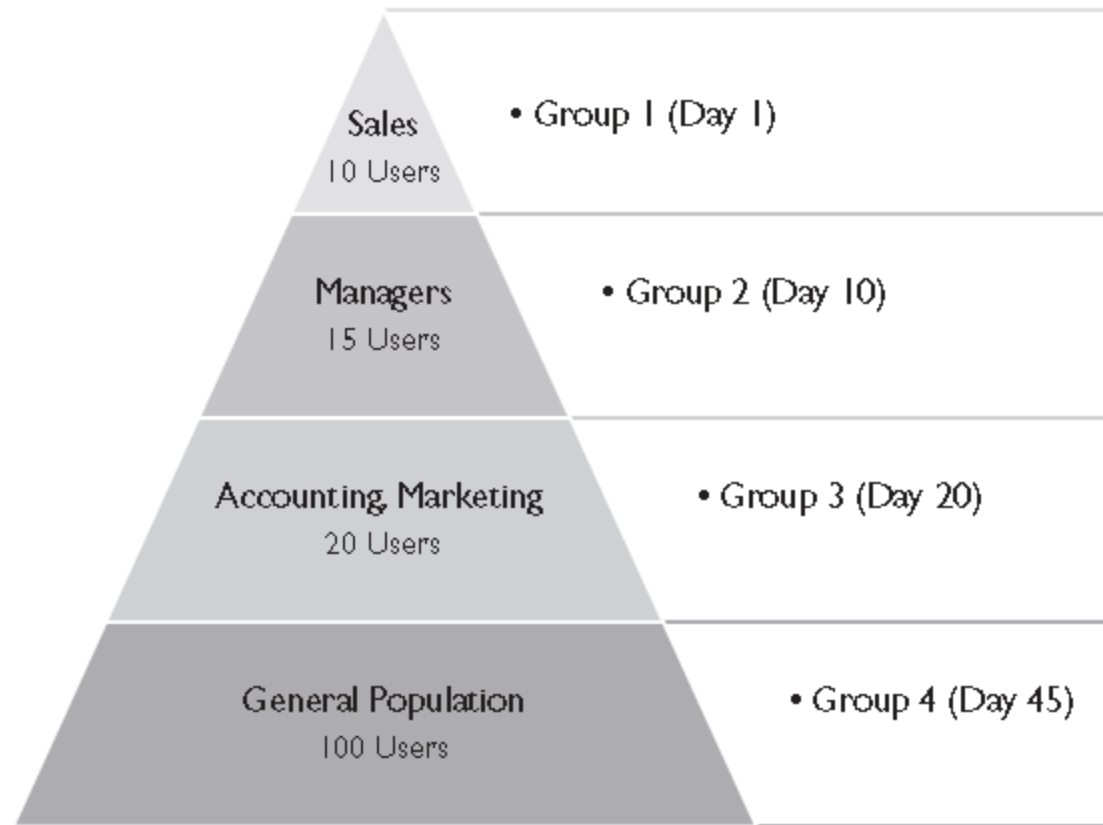 Sales
10 Users
• Group 1 (Day 1)
Managers
15 Users
• Group 2 (Day 10)
Accounting, Marketing
20 Users
• Group 3 (Day 20)
General Population
100 Users
• Group 4 (Day 45)